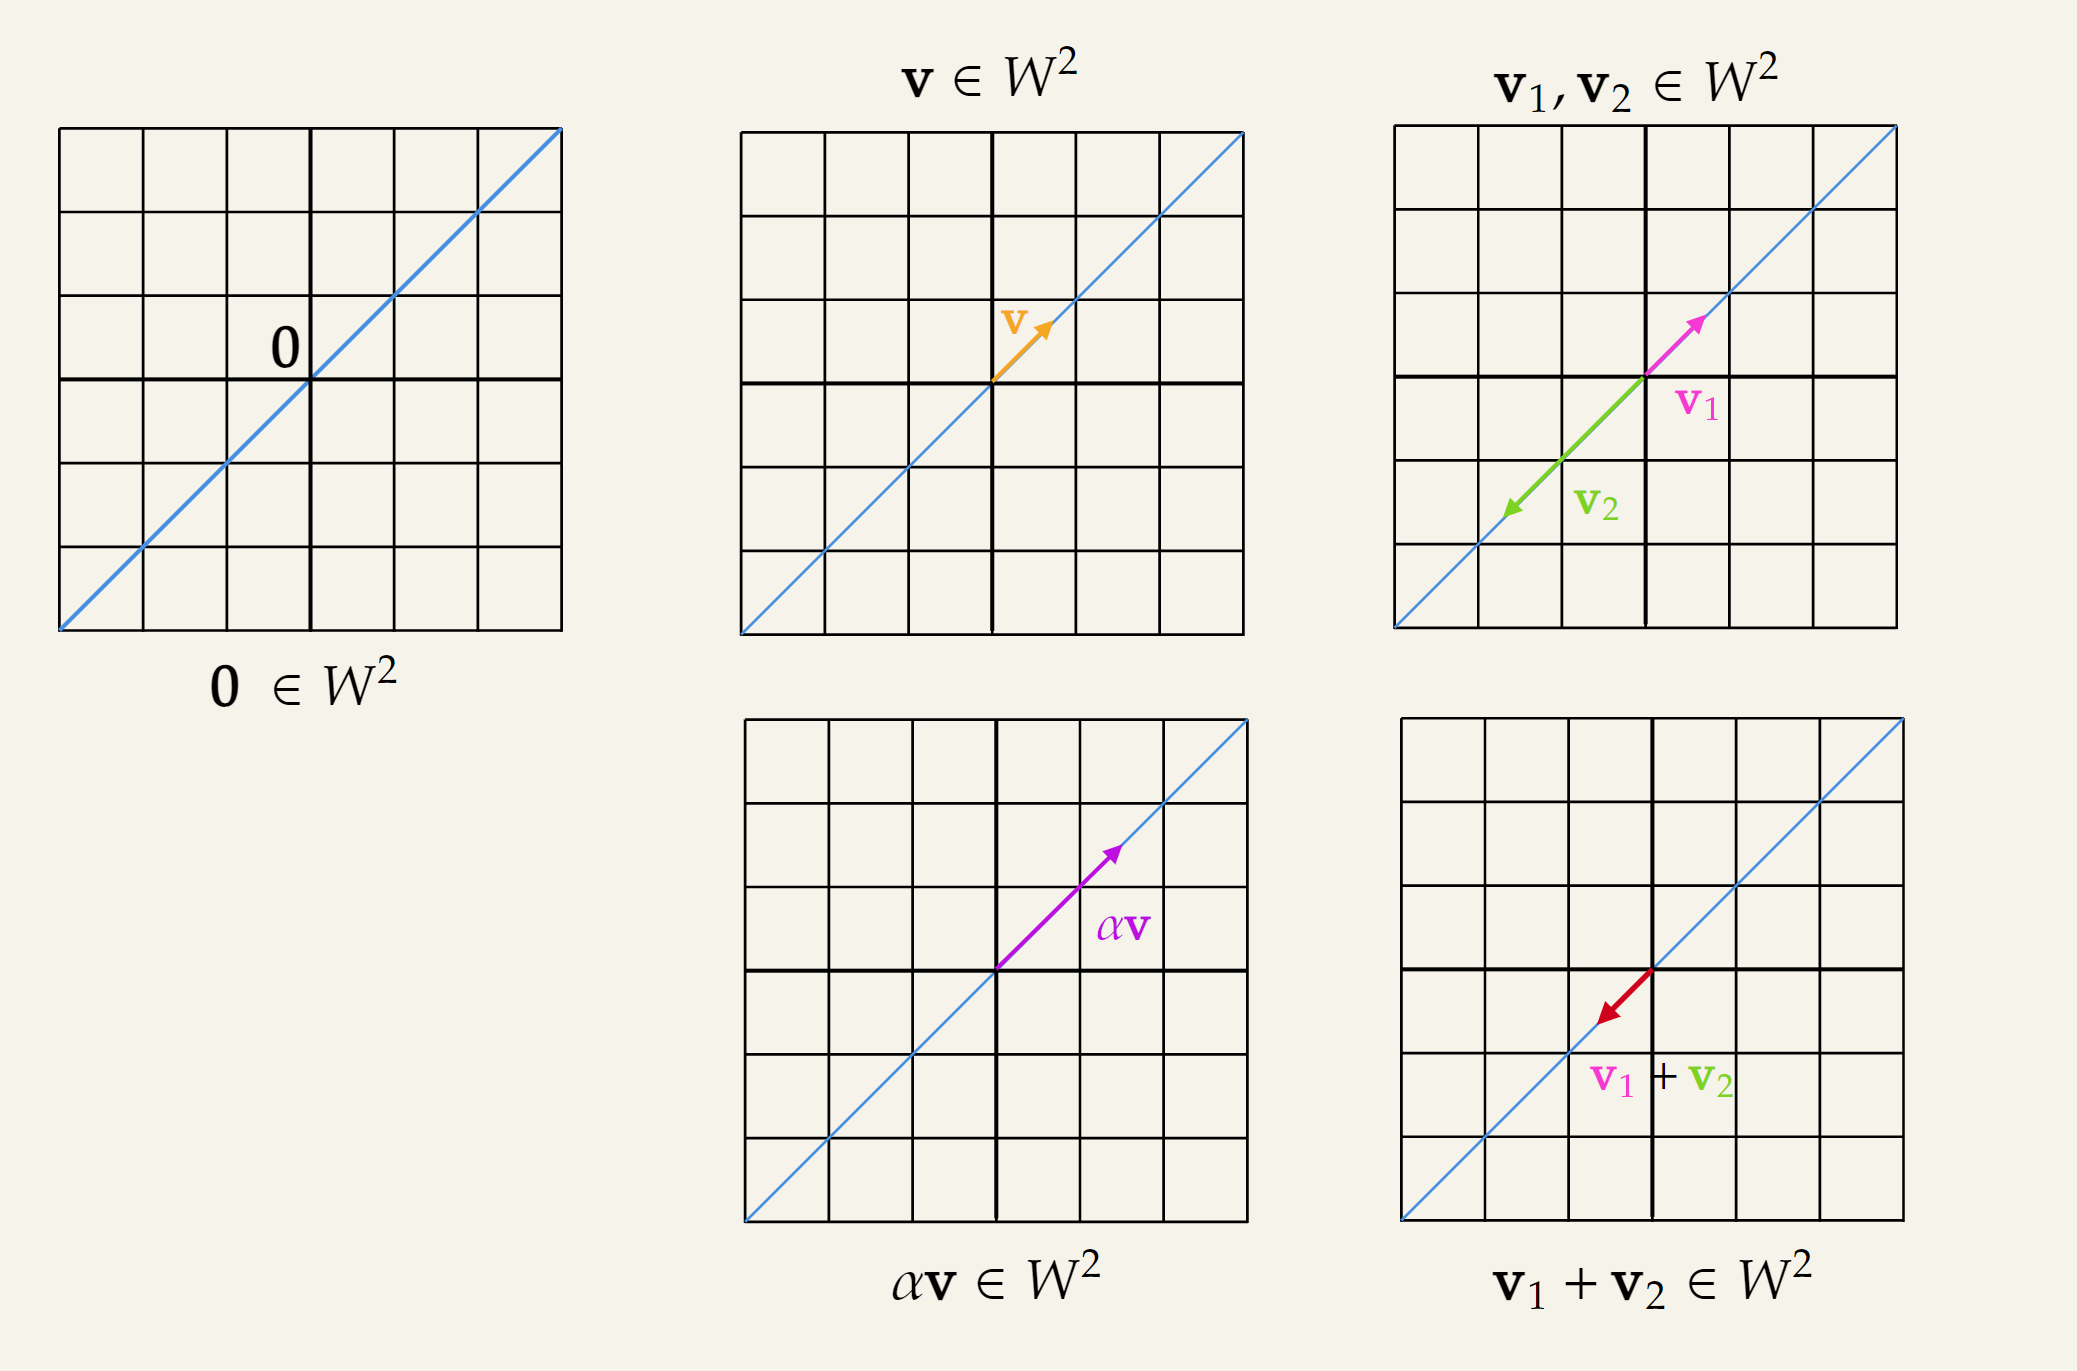 𝐯 ∈ W²
𝐯₁, 𝐯₂ ∈ W²
0
𝐯
𝐯₁
𝐯₂
𝟎 ∈ W²
α𝐯
𝐯₁ + 𝐯₂
α𝐯 ∈ W²
𝐯₁ + 𝐯₂ ∈ W²